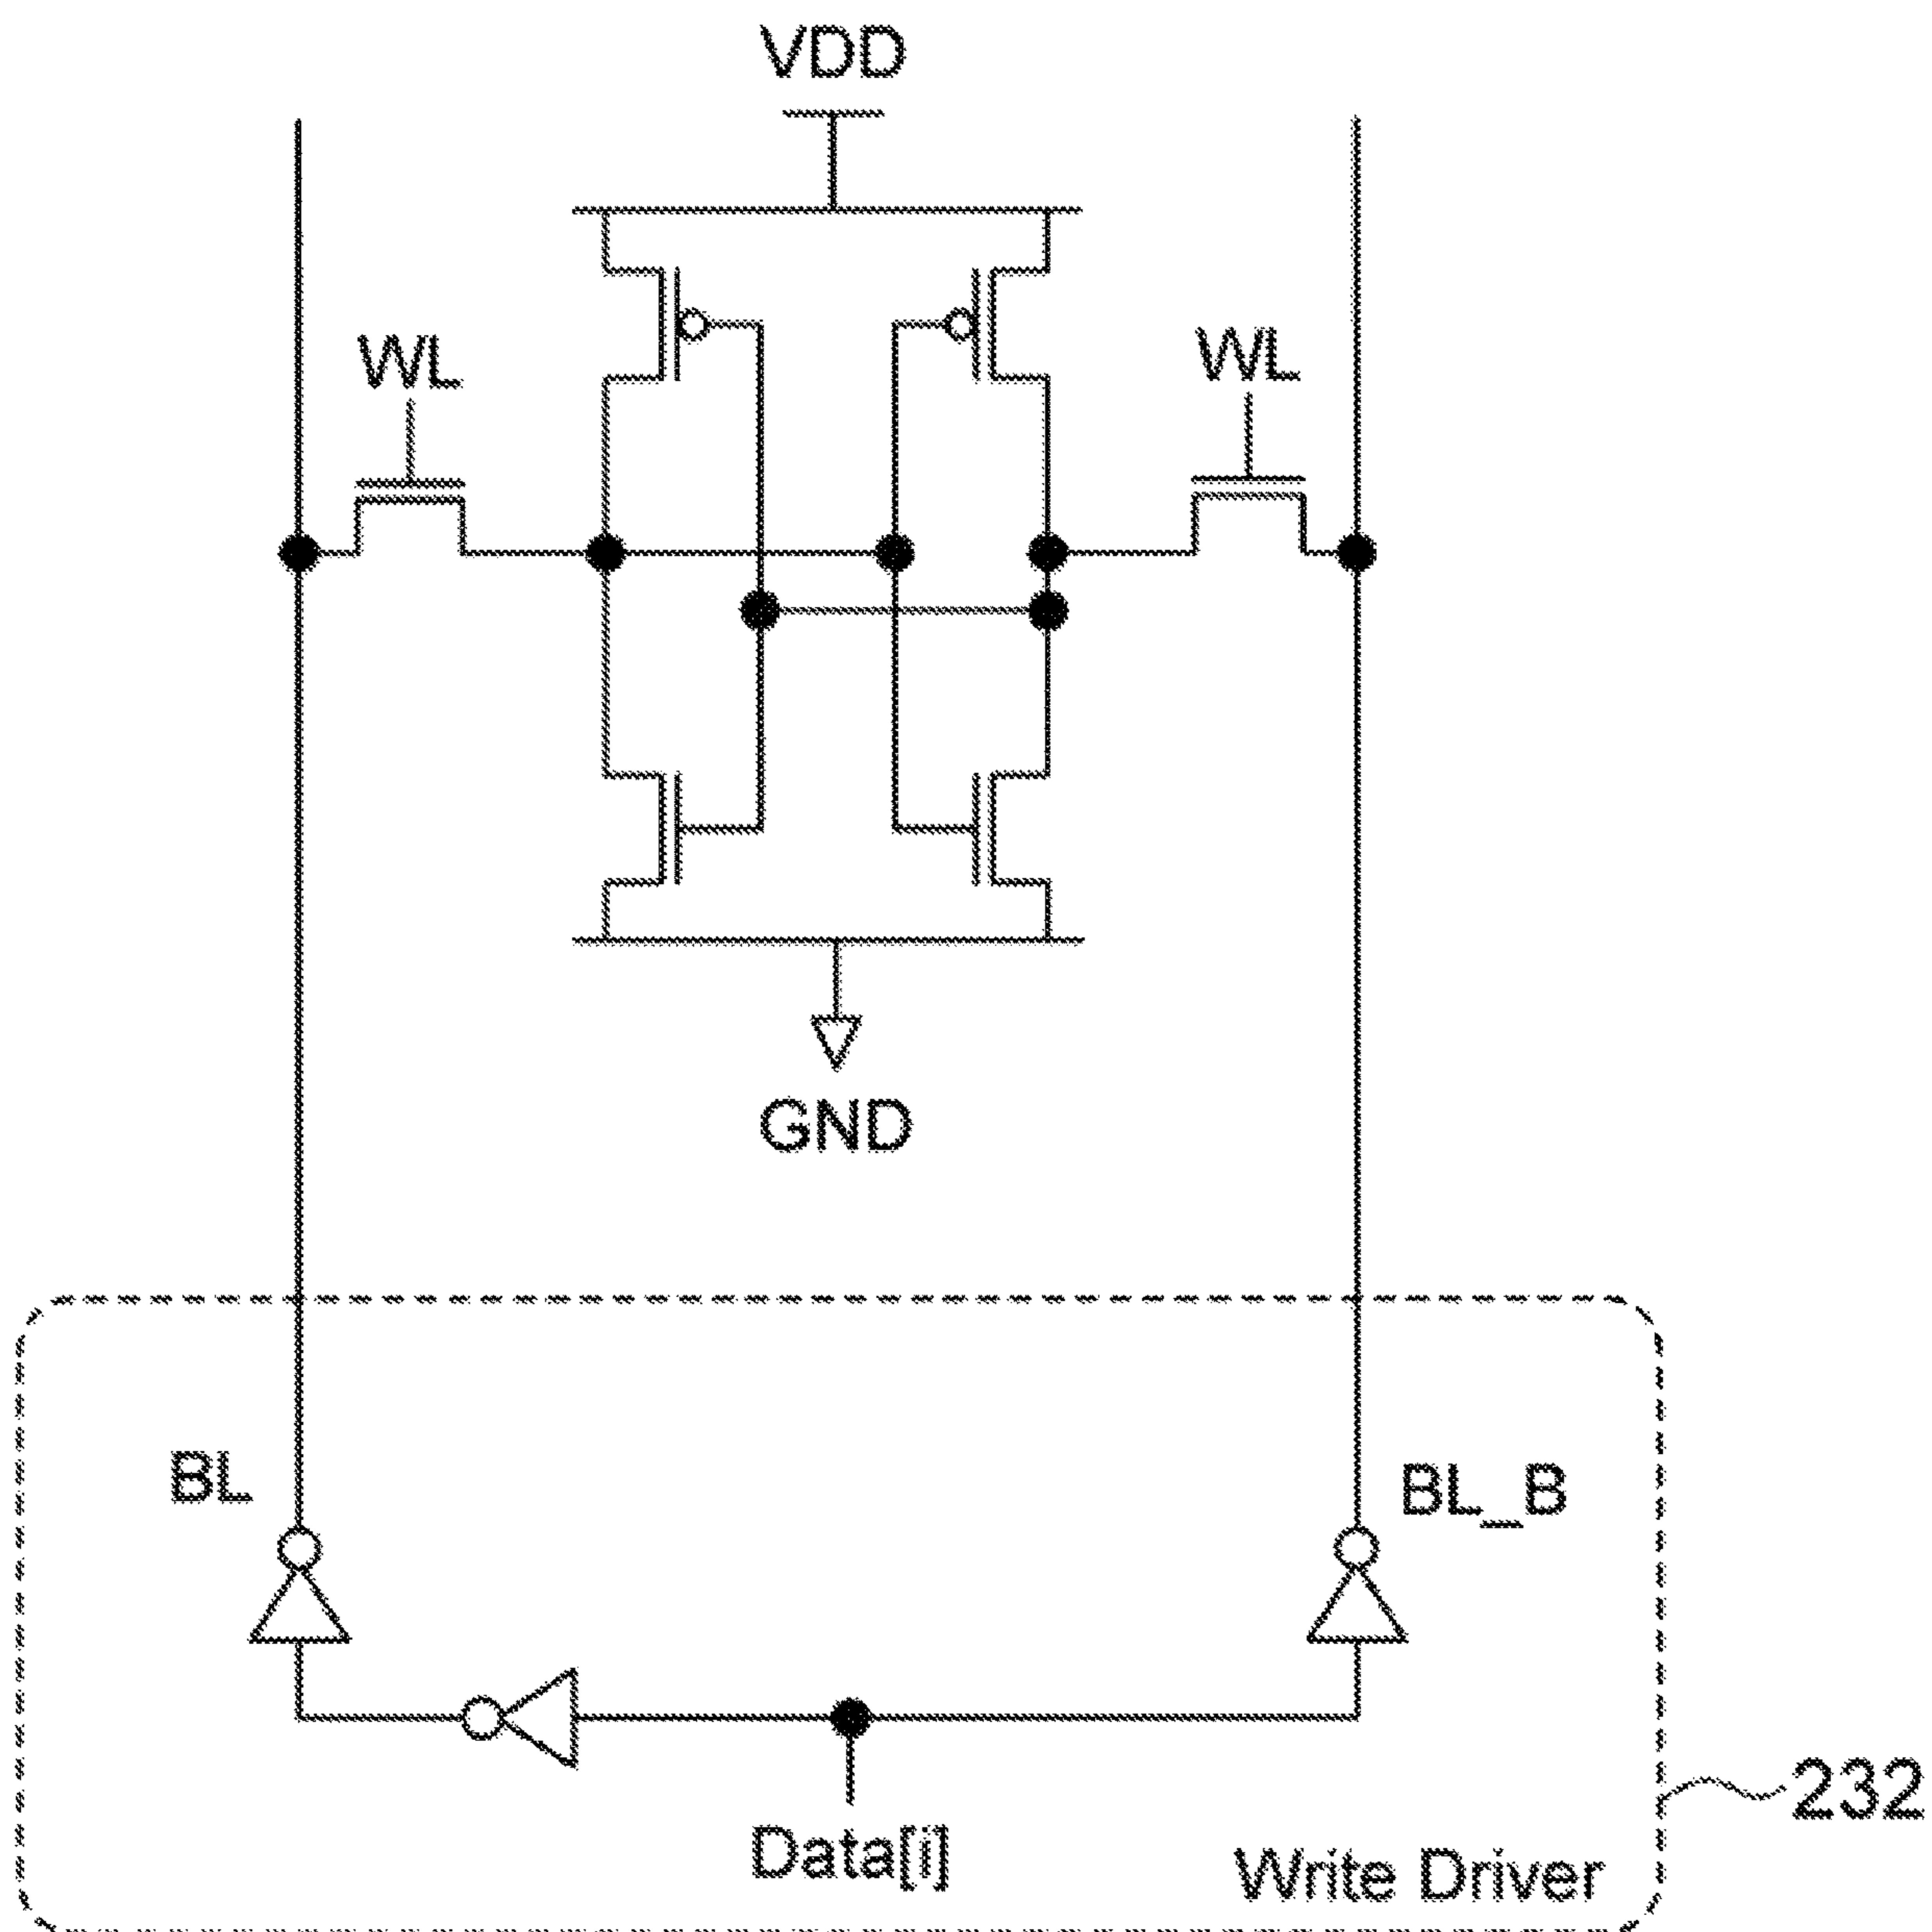 VDD
WL
WL
GND
BL
BL_B
232
Data[i]
Write Driver